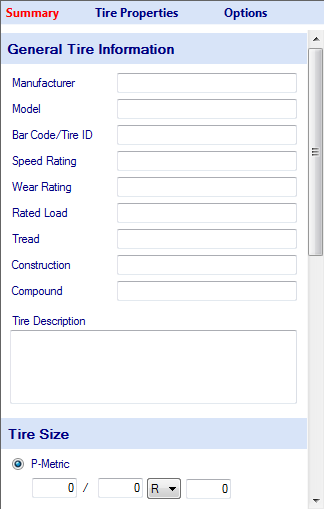 Summary Tire Properties Options
General Tire Information
Manufacturer
Model
Bar Code/Tire ID
Speed Rating
Wear Rating
Rated Load
Tread
Construction
Compound
Tire Description
Tire Size
P-Metric
0 / 0 R 0